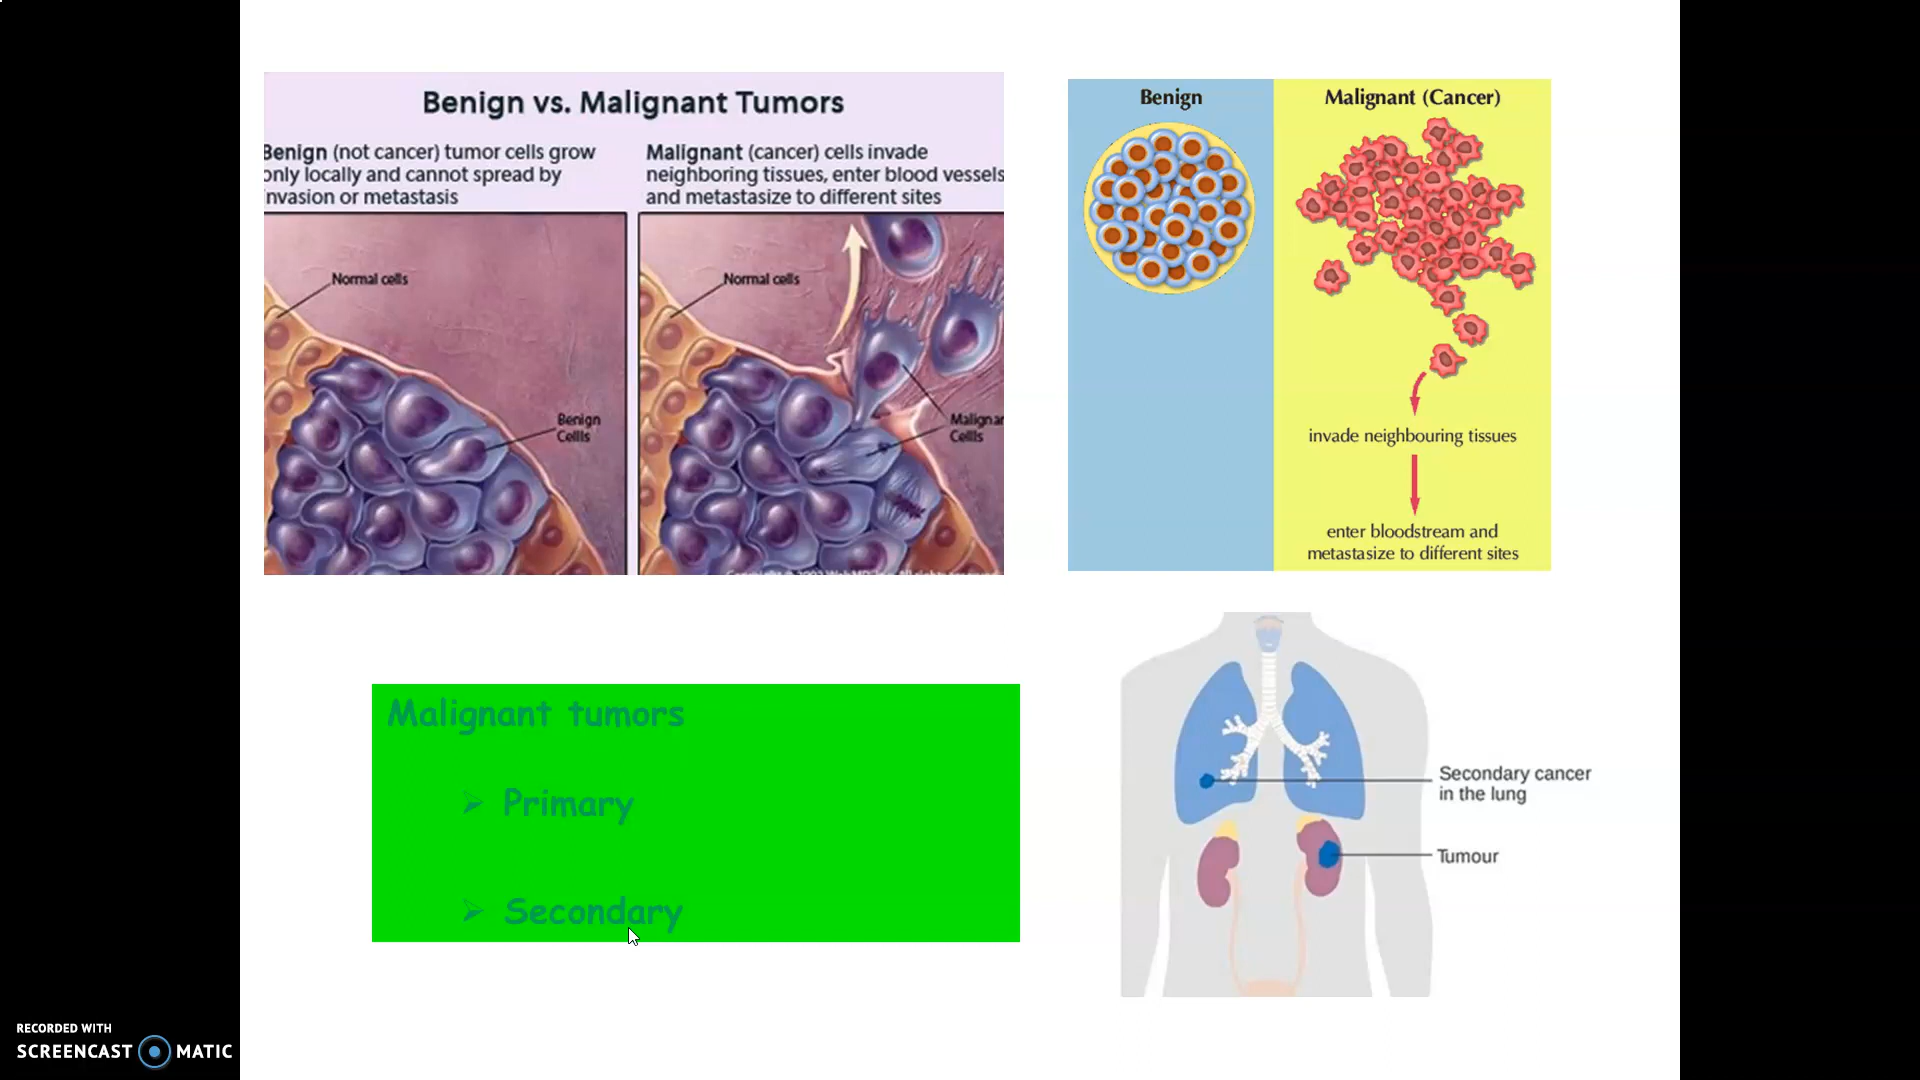 Benign vs. Malignant Tumors
Benign (not cancer) tumor cells grow
only locally and cannot spread by
invasion or metastasis
Malignant (cancer) cells invade
neighboring tissues, enter blood vessels
and metastasize to different sites
Normal cells
Benign
Cellls
Normal cells
Malignan
Cellls
Benign
Malignant (Cancer)
invade neighbouring tissues
enter bloodstream and
metastasize to different sites
Malignant tumors
Primary
Secondary
Secondary cancer
in the lung
Tumour
RECORDED WITH
SCREENCAST MATIC